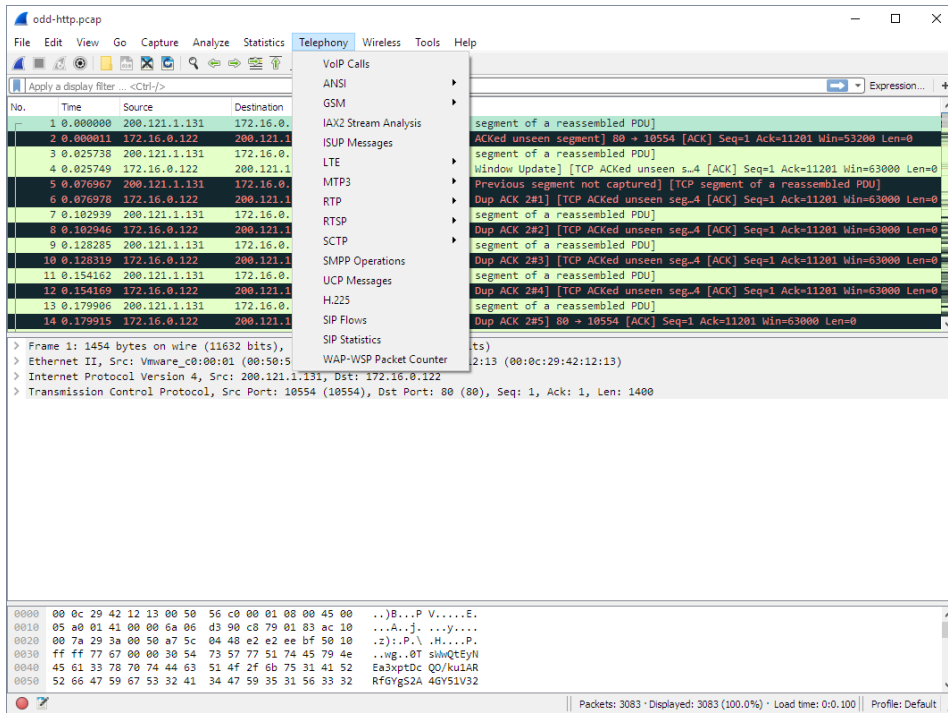 odd-http.pcap
File Edit View Go Capture Analyze Statistics Telephony Wireless Tools Help
Apply a display filter ... <Ctrl-/> Expression... +
VoIP Calls
ANSI
GSM
IAX2 Stream Analysis
ISUP Messages
LTE
MTP3
RTP
RTSP
SCTP
SMPP Operations
UCP Messages
H.225
SIP Flows
SIP Statistics
WAP-WSP Packet Counter
No. Time Source Destination
1 0.000000 200.121.1.131 172.16.0. segment of a reassembled PDU]
2 0.000011 172.16.0.122 200.121.1 ACKed unseen segment] 80 → 10554 [ACK] Seq=1 Ack=11201 Win=53200 Len=0
3 0.025738 200.121.1.131 172.16.0. segment of a reassembled PDU]
4 0.025749 172.16.0.122 200.121.1 Window Update] [TCP ACKed unseen s…4 [ACK] Seq=1 Ack=11201 Win=63000 Len=0
5 0.076967 200.121.1.131 172.16.0. Previous segment not captured] [TCP segment of a reassembled PDU]
6 0.076978 172.16.0.122 200.121.1 Dup ACK 2#1] [TCP ACKed unseen seg…4 [ACK] Seq=1 Ack=11201 Win=63000 Len=0
7 0.102939 200.121.1.131 172.16.0. segment of a reassembled PDU]
8 0.102946 172.16.0.122 200.121.1 Dup ACK 2#2] [TCP ACKed unseen seg…4 [ACK] Seq=1 Ack=11201 Win=63000 Len=0
9 0.128285 200.121.1.131 172.16.0. segment of a reassembled PDU]
10 0.128319 172.16.0.122 200.121.1 Dup ACK 2#3] [TCP ACKed unseen seg…4 [ACK] Seq=1 Ack=11201 Win=63000 Len=0
11 0.154162 200.121.1.131 172.16.0. segment of a reassembled PDU]
12 0.154169 172.16.0.122 200.121.1 Dup ACK 2#4] [TCP ACKed unseen seg…4 [ACK] Seq=1 Ack=11201 Win=63000 Len=0
13 0.179906 200.121.1.131 172.16.0. segment of a reassembled PDU]
14 0.179915 172.16.0.122 200.121.1 Dup ACK 2#5] 80 → 10554 [ACK] Seq=1 Ack=11201 Win=63000 Len=0
> Frame 1: 1454 bytes on wire (11632 bits), ts)
> Ethernet II, Src: Vmware_c0:00:01 (00:50:5 2:13 (00:0c:29:42:12:13)
> Internet Protocol Version 4, Src: 200.121.1.131, Dst: 172.16.0.122
> Transmission Control Protocol, Src Port: 10554 (10554), Dst Port: 80 (80), Seq: 1, Ack: 1, Len: 1400
0000 00 0c 29 42 12 13 00 50 56 c0 00 01 08 00 45 00 ..)B...P V.....E.
0010 05 a0 01 41 00 00 6a 06 d3 90 c8 79 01 83 ac 10 ...A..j. ...y....
0020 00 7a 29 3a 00 50 a7 5c 04 48 e2 e2 ee bf 50 10 .z):.P.\ .H....P.
0030 ff ff 77 67 00 00 30 54 73 57 77 51 74 45 79 4e ..wg..0T sWwQtEyN
0040 45 61 33 78 70 74 44 63 51 4f 2f 6b 75 31 41 52 Ea3xptDc QO/ku1AR
0050 52 66 47 59 67 53 32 41 34 47 59 35 31 56 33 32 RfGYgS2A 4GY51V32
Packets: 3083 · Displayed: 3083 (100.0%) · Load time: 0:0.100 Profile: Default